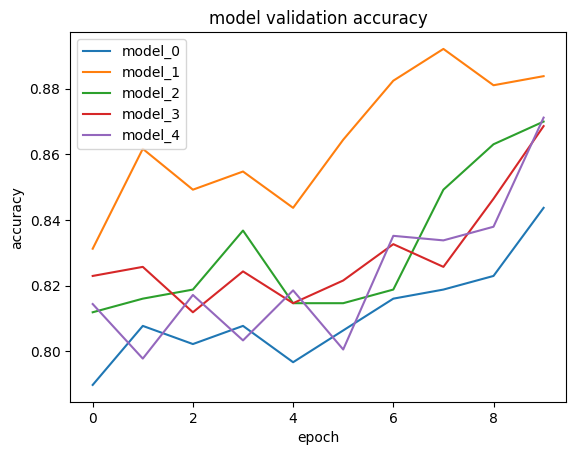 model validation accuracy
model_0
model_1
model_2
model_3
model_4
0.88
0.86
0.84
0.82
0.80
accuracy
0 2 4 6 8
epoch